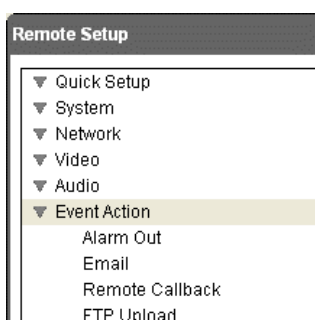 Remote Setup
Quick Setup
System
Network
Video
Audio
Event Action
Alarm Out
Email
Remote Callback
FTP Upload